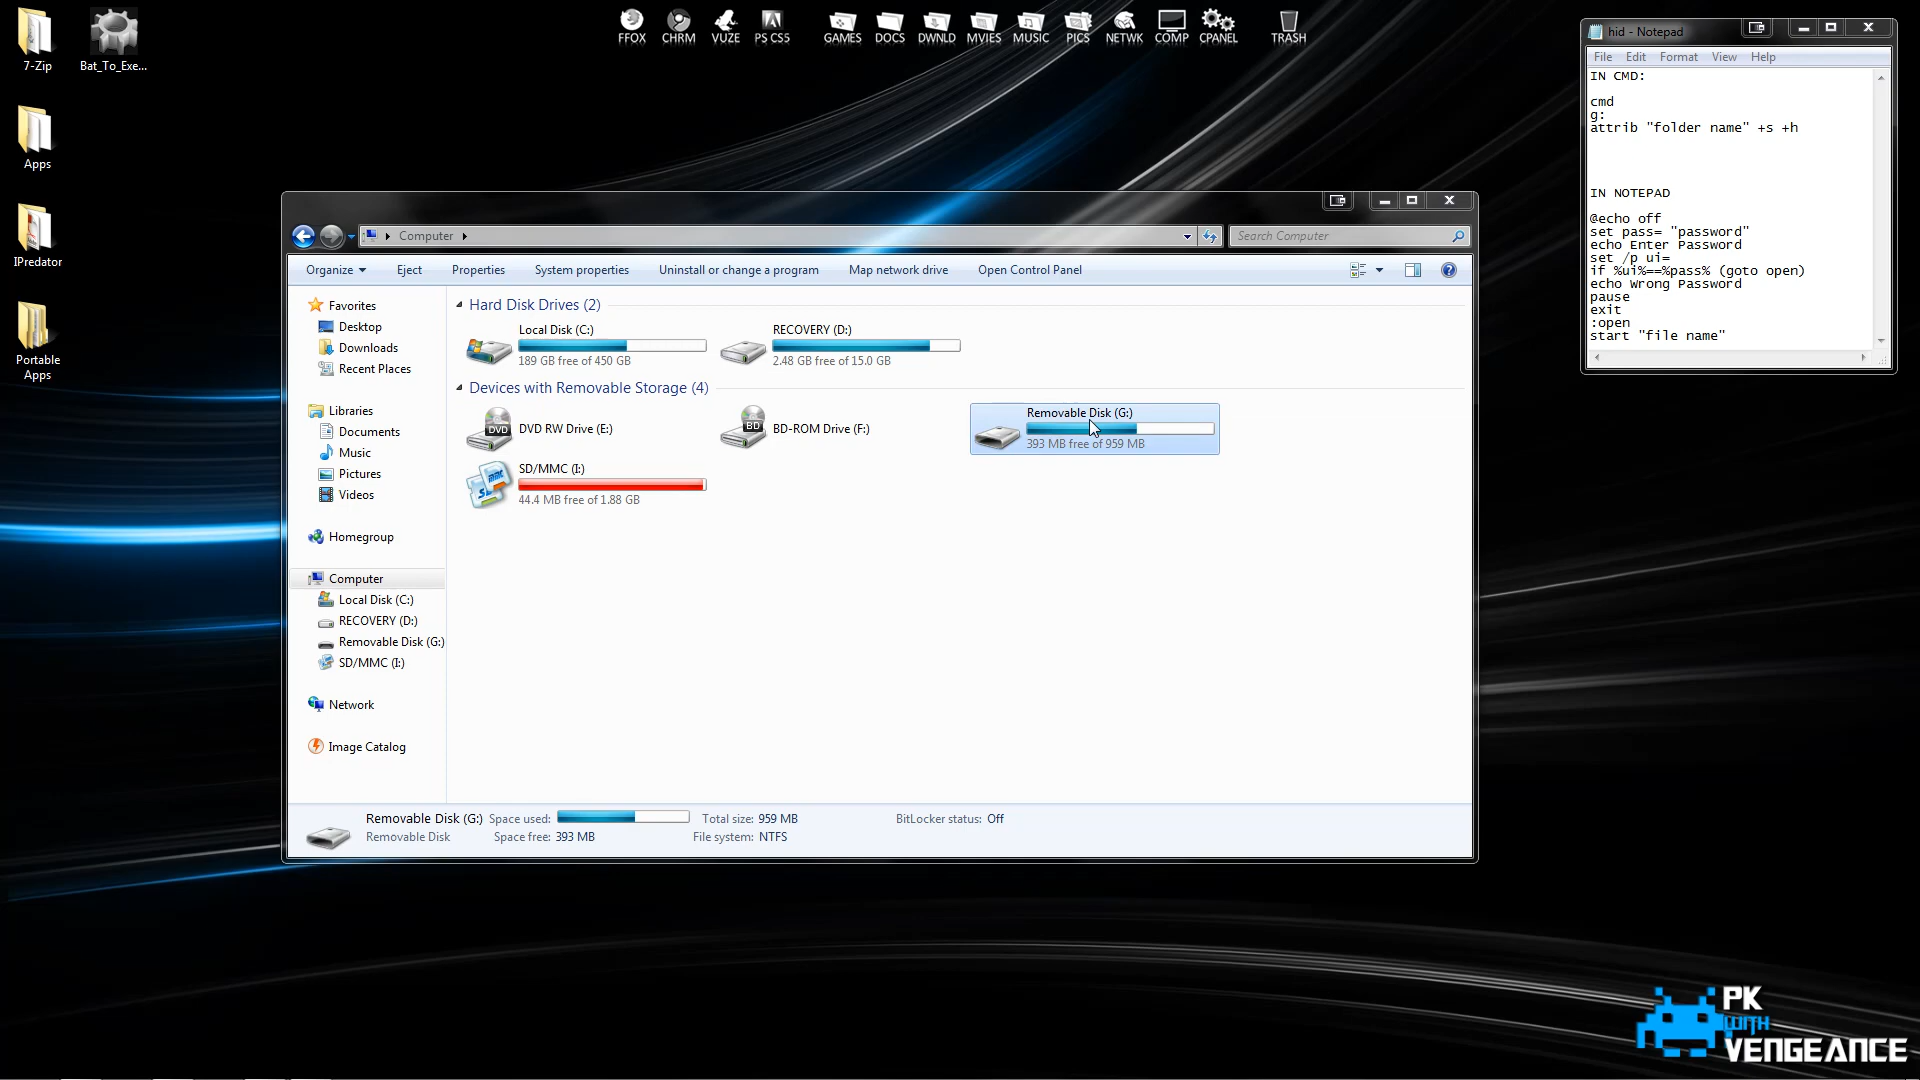 7-Zip
Bat_To_Exe...
Apps
IPredator
Portable
Apps
FFOX
CHRM
VUZE
PS CS5
GAMES
DOCS
DWNLD
MVIES
MUSIC
PICS
NETWK
COMP
CPANEL
TRASH
hid - Notepad
File Edit Format View Help
IN CMD:
cmd
g:
attrib "folder name" +s +h
IN NOTEPAD
@echo off
set pass= "password"
echo Enter Password
set /p ui=
if %ui%==%pass% (goto open)
echo Wrong Password
pause
exit
:open
start "file name"
Computer
Search Computer
Organize Eject Properties System properties Uninstall or change a program Map network drive Open Control Panel
Favorites
Desktop
Downloads
Recent Places
Libraries
Documents
Music
Pictures
Videos
Homegroup
Computer
Local Disk (C:)
RECOVERY (D:)
Removable Disk (G:)
SD/MMC (I:)
Network
Image Catalog
Hard Disk Drives (2)
Local Disk (C:)
189 GB free of 450 GB
RECOVERY (D:)
2.48 GB free of 15.0 GB
Devices with Removable Storage (4)
DVD
DVD RW Drive (E:)
BD
BD-ROM Drive (F:)
Removable Disk (G:)
393 MB free of 959 MB
SD/MMC (I:)
44.4 MB free of 1.88 GB
Removable Disk (G:) Space used: Total size: 959 MB BitLocker status: Off
Removable Disk Space free: 393 MB File system: NTFS
PK
WITH
VENGEANCE